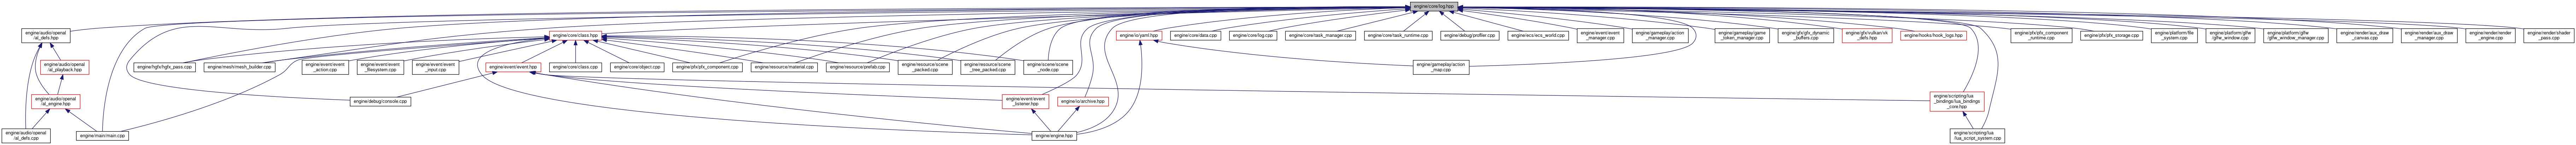 engine/core/log.hpp
engine/audio/openal
/al_defs.hpp
engine/core/class.hpp
engine/io/yaml.hpp
engine/core/data.cpp
engine/core/log.cpp
engine/core/task_manager.cpp
engine/core/task_runtime.cpp
engine/debug/profiler.cpp
engine/ecs/ecs_world.cpp
engine/event/event
_manager.cpp
engine/gameplay/action
_manager.cpp
engine/gameplay/game
_token_manager.cpp
engine/gfx/gfx_dynamic
_buffers.cpp
engine/gfx/vulkan/vk
_defs.hpp
engine/hooks/hook_logs.hpp
engine/pfx/pfx_component
_runtime.cpp
engine/pfx/pfx_storage.cpp
engine/platform/file
_system.cpp
engine/platform/glfw
/glfw_window.cpp
engine/platform/glfw
/glfw_window_manager.cpp
engine/render/aux_draw
_canvas.cpp
engine/render/aux_draw
_manager.cpp
engine/render/render
_engine.cpp
engine/render/shader
_pass.cpp
engine/audio/openal
/al_playback.hpp
engine/hgfx/hgfx_pass.cpp
engine/mesh/mesh_builder.cpp
engine/event/event
_action.cpp
engine/event/event
_filesystem.cpp
engine/event/event
_input.cpp
engine/event/event.hpp
engine/core/class.cpp
engine/core/object.cpp
engine/pfx/pfx_component.cpp
engine/resource/material.cpp
engine/resource/prefab.cpp
engine/resource/scene
_packed.cpp
engine/resource/scene
_tree_packed.cpp
engine/scene/scene
_node.cpp
engine/gameplay/action
_map.cpp
engine/audio/openal
/al_engine.hpp
engine/debug/console.cpp
engine/event/event
_listener.hpp
engine/io/archive.hpp
engine/scripting/lua
_bindings/lua_bindings
_core.hpp
engine/audio/openal
/al_defs.cpp
engine/main/main.cpp
engine/engine.hpp
engine/scripting/lua
/lua_script_system.cpp